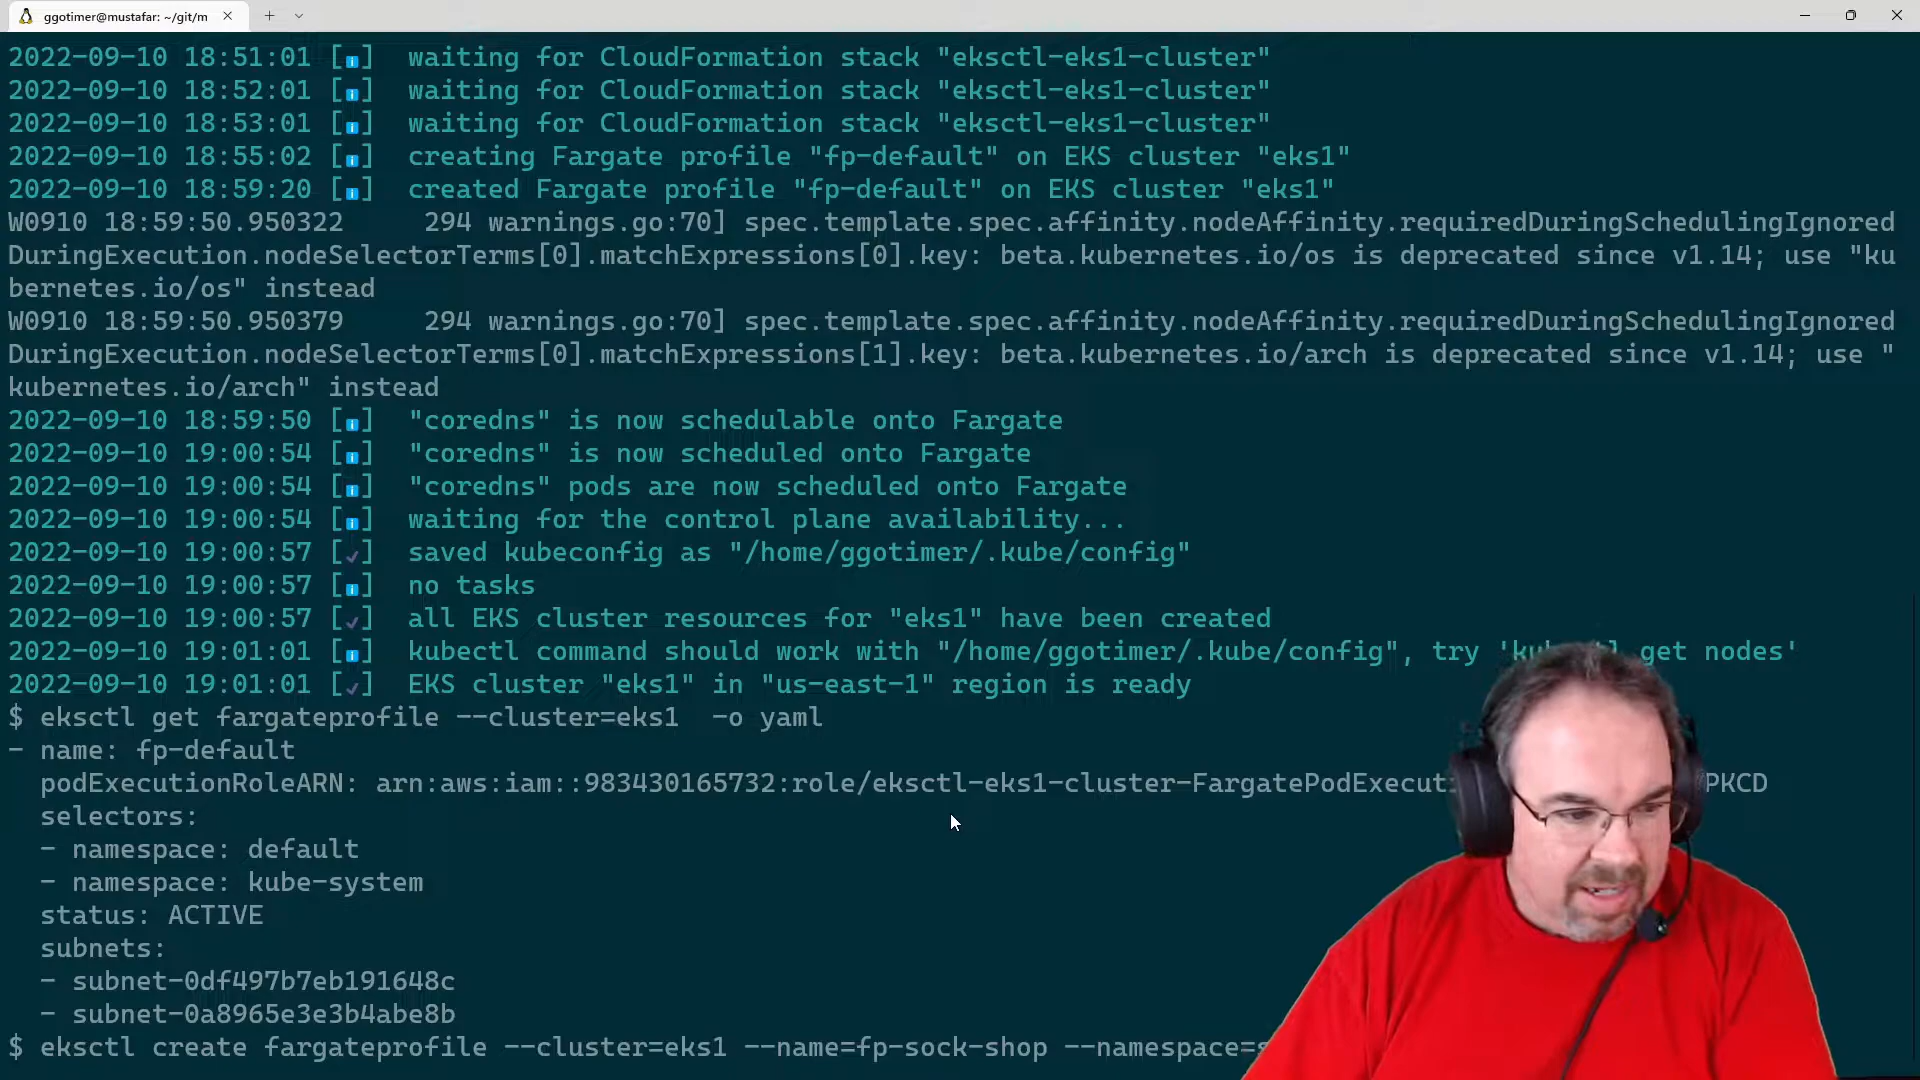 ggotimer@mustafar: ~/git/m
2022-09-10 18:51:01 [i]  waiting for CloudFormation stack "eksctl-eks1-cluster"
2022-09-10 18:52:01 [i]  waiting for CloudFormation stack "eksctl-eks1-cluster"
2022-09-10 18:53:01 [i]  waiting for CloudFormation stack "eksctl-eks1-cluster"
2022-09-10 18:55:02 [i]  creating Fargate profile "fp-default" on EKS cluster "eks1"
2022-09-10 18:59:20 [i]  created Fargate profile "fp-default" on EKS cluster "eks1"
W0910 18:59:50.950322     294 warnings.go:70] spec.template.spec.affinity.nodeAffinity.requiredDuringSchedulingIgnored
DuringExecution.nodeSelectorTerms[0].matchExpressions[0].key: beta.kubernetes.io/os is deprecated since v1.14; use "ku
bernetes.io/os" instead
W0910 18:59:50.950379     294 warnings.go:70] spec.template.spec.affinity.nodeAffinity.requiredDuringSchedulingIgnored
DuringExecution.nodeSelectorTerms[0].matchExpressions[1].key: beta.kubernetes.io/arch is deprecated since v1.14; use "
kubernetes.io/arch" instead
2022-09-10 18:59:50 [i]  "coredns" is now schedulable onto Fargate
2022-09-10 19:00:54 [i]  "coredns" is now scheduled onto Fargate
2022-09-10 19:00:54 [i]  "coredns" pods are now scheduled onto Fargate
2022-09-10 19:00:54 [i]  waiting for the control plane availability...
2022-09-10 19:00:57 [✓]  saved kubeconfig as "/home/ggotimer/.kube/config"
2022-09-10 19:00:57 [i]  no tasks
2022-09-10 19:00:57 [✓]  all EKS cluster resources for "eks1" have been created
2022-09-10 19:01:01 [i]  kubectl command should work with "/home/ggotimer/.kube/config", try 'kubectl get nodes'
2022-09-10 19:01:01 [✓]  EKS cluster "eks1" in "us-east-1" region is ready
$ eksctl get fargateprofile --cluster=eks1  -o yaml
- name: fp-default
  podExecutionRoleARN: arn:aws:iam::983430165732:role/eksctl-eks1-cluster-FargatePodExecut PKCD
  selectors:
  - namespace: default
  - namespace: kube-system
  status: ACTIVE
  subnets:
  - subnet-0df497b7eb191648c
  - subnet-0a8965e3e3b4abe8b
$ eksctl create fargateprofile --cluster=eks1 --name=fp-sock-shop --namespace=